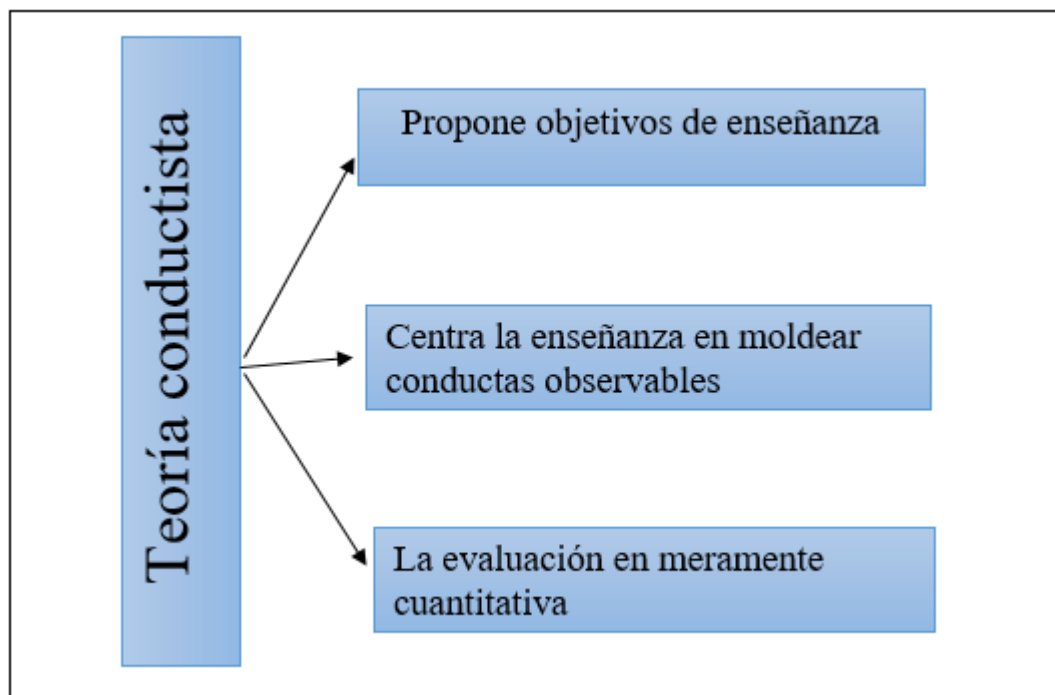 Teoría conductista
Propone objetivos de enseñanza
Centra la enseñanza en moldear
conductas observables
La evaluación en meramente
cuantitativa